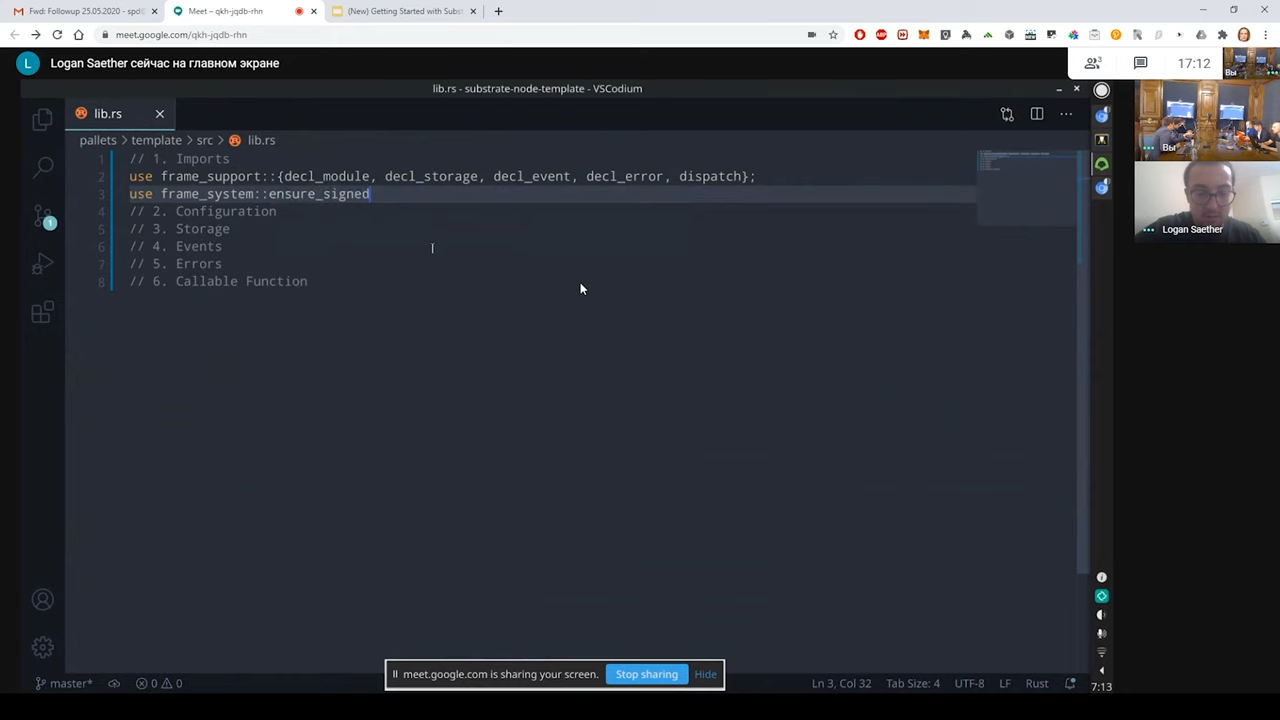 Fwd: Followup 25.05.2020 - spd@
Meet – qkh-jqdb-rhn
(New) Getting Started with Subst
meet.google.com/qkh-jqdb-rhn
L
Logan Saether сейчас на главном экране
3
17:12
Вы
lib.rs - substrate-node-template - VSCodium
lib.rs
pallets > template > src > lib.rs
1 // 1. Imports
2 use frame_support::{decl_module, decl_storage, decl_event, decl_error, dispatch};
3 use frame_system::ensure_signed
4 // 2. Configuration
5 // 3. Storage
6 // 4. Events
7 // 5. Errors
8 // 6. Callable Function
1
Вы
Logan Saether
meet.google.com is sharing your screen.
Stop sharing
Hide
master*
0
0
Ln 3, Col 32
Tab Size: 4
UTF-8
LF
Rust
7:13